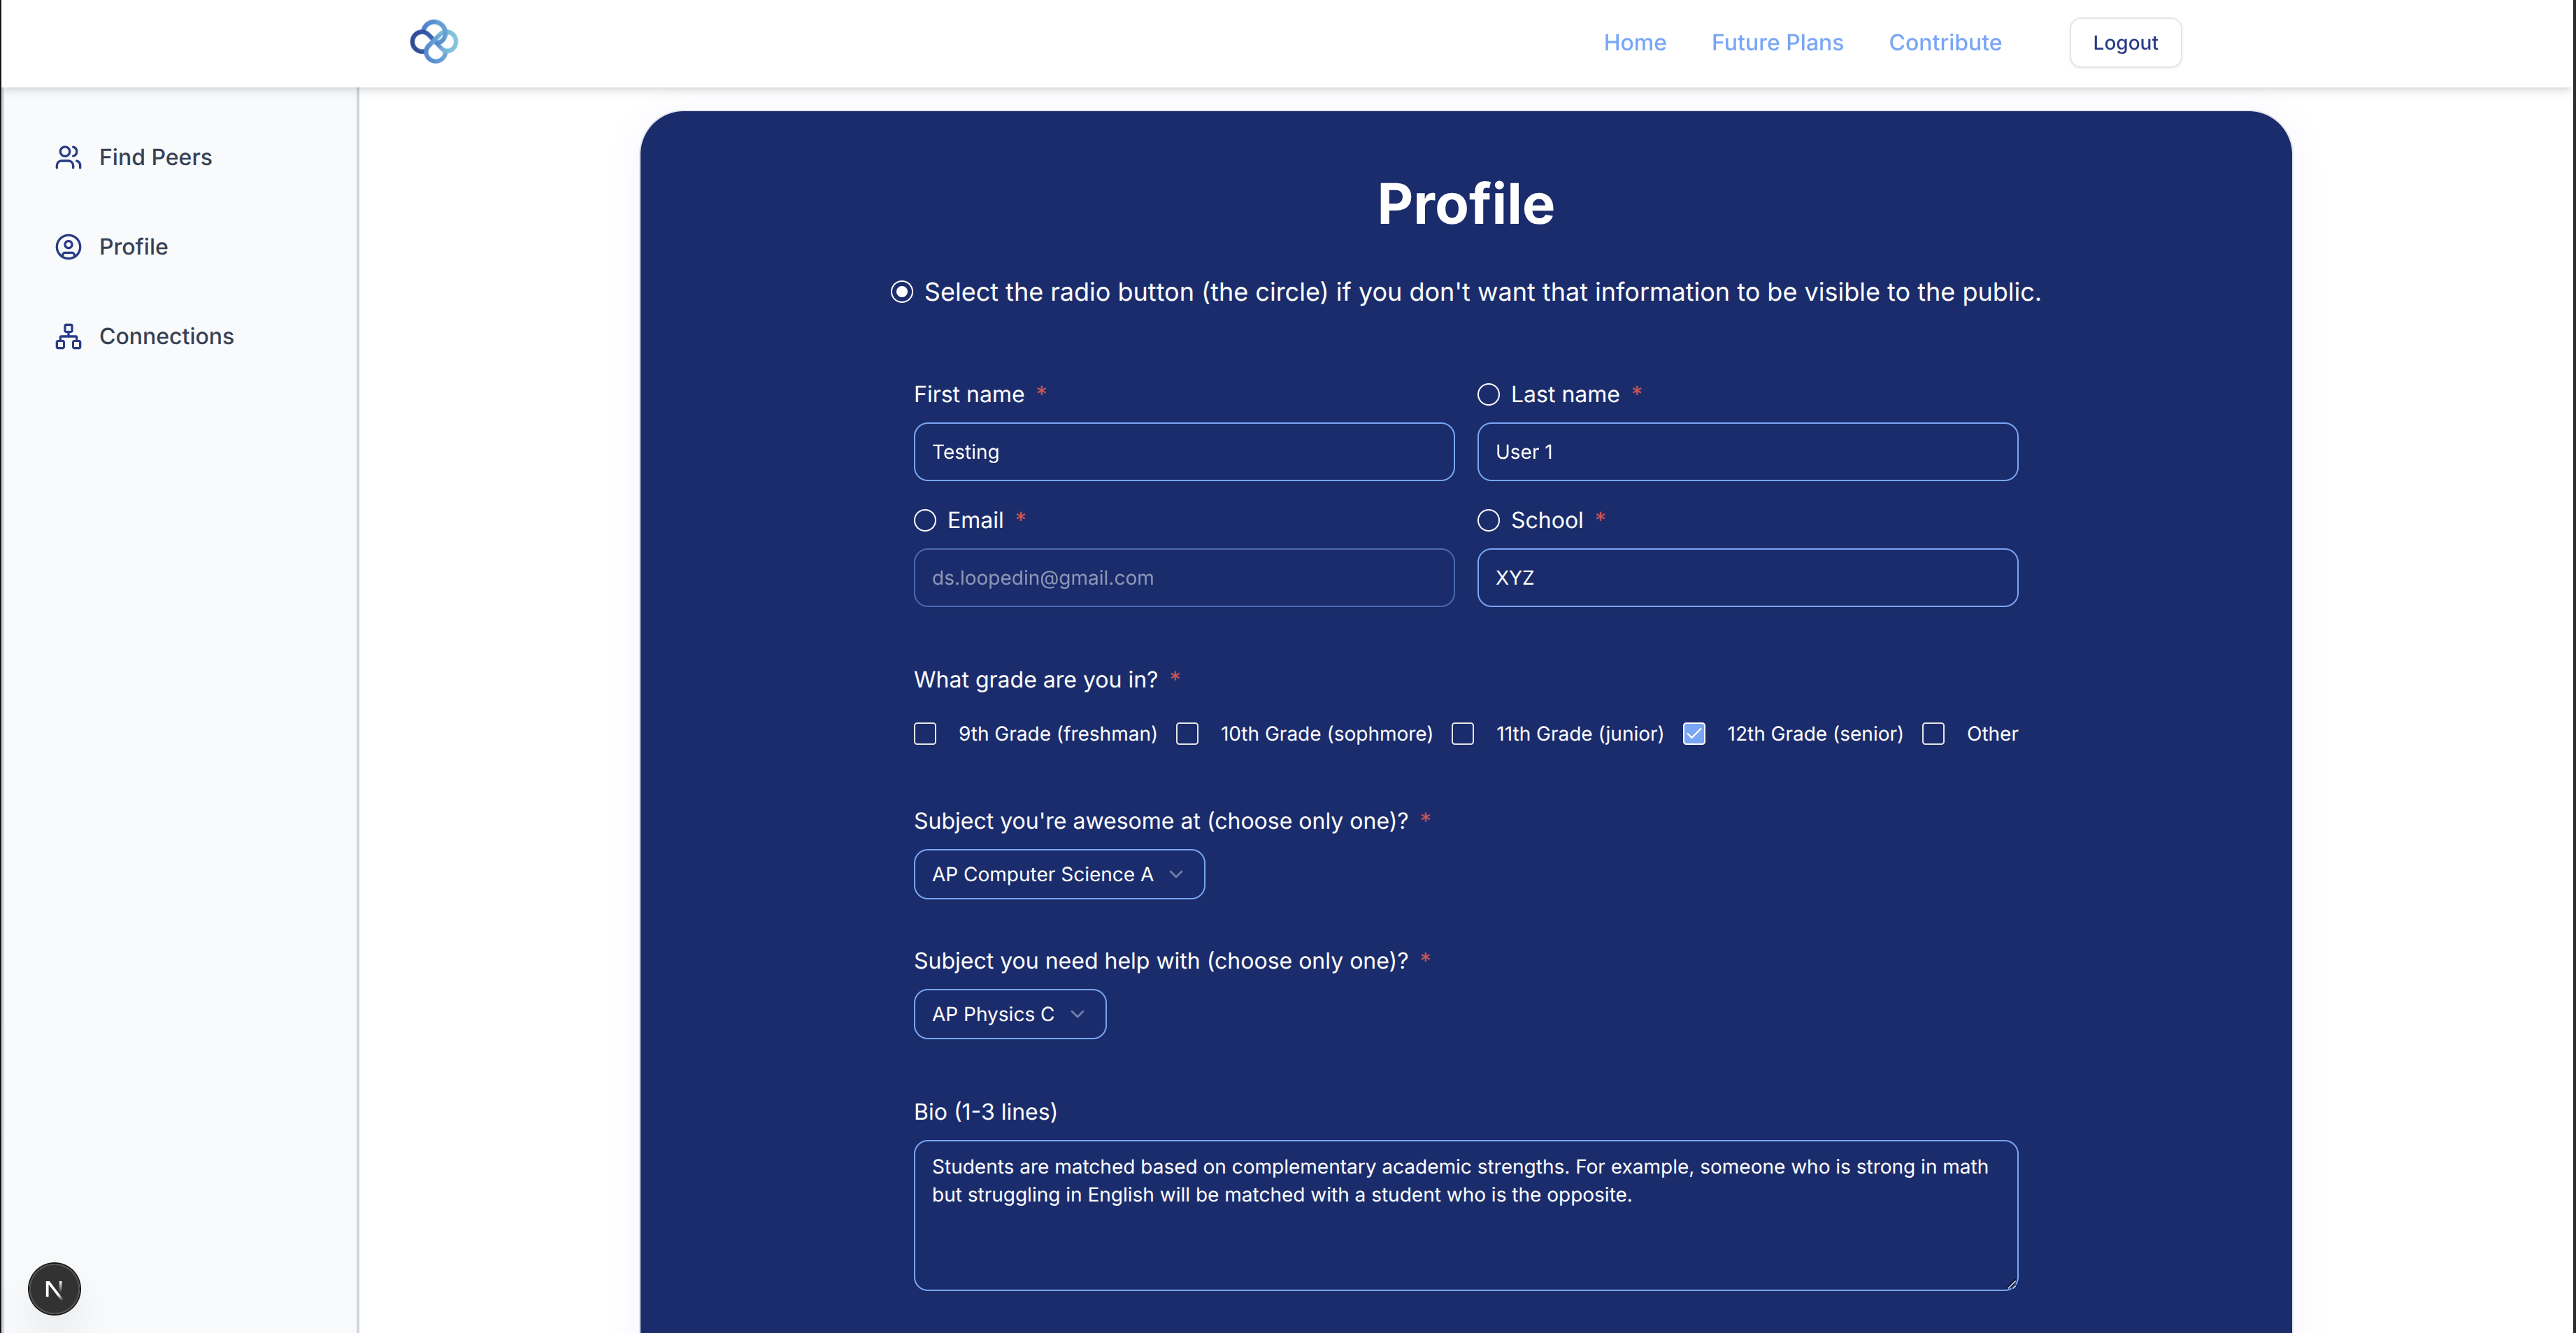 Home
Future Plans
Contribute
Logout
Find Peers
Profile
Connections
Profile
Select the radio button (the circle) if you don't want that information to be visible to the public.
First name *
Last name *
Testing
User 1
Email *
School *
ds.loopedin@gmail.com
XYZ
What grade are you in? *
9th Grade (freshman)
10th Grade (sophmore)
11th Grade (junior)
12th Grade (senior)
Other
Subject you're awesome at (choose only one)? *
AP Computer Science A
Subject you need help with (choose only one)? *
AP Physics C
Bio (1-3 lines)
Students are matched based on complementary academic strengths. For example, someone who is strong in math
but struggling in English will be matched with a student who is the opposite.
N